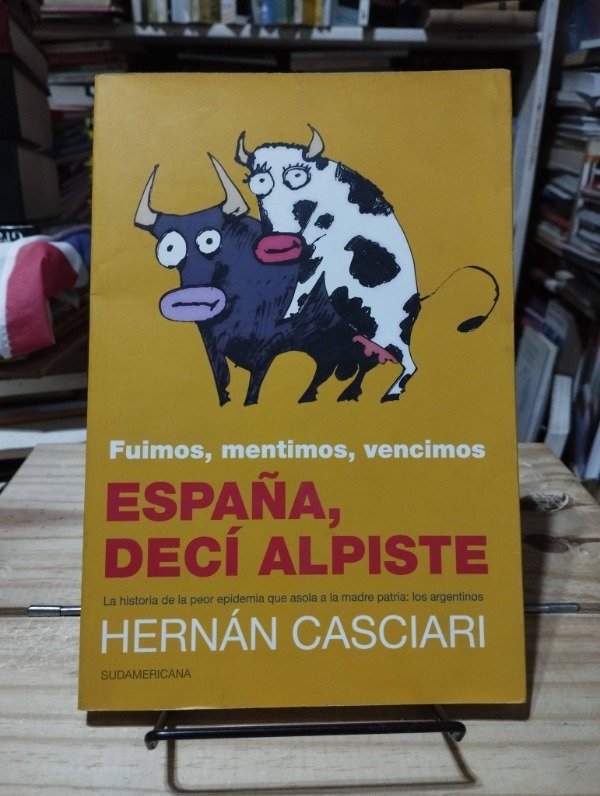 Fuimos, mentimos, vencimos
ESPAÑA,
DECÍ ALPISTE
La historia de la peor epidemia que asola a la madre patria: los argentinos
HERNÁN CASCIARI
SUDAMERICANA